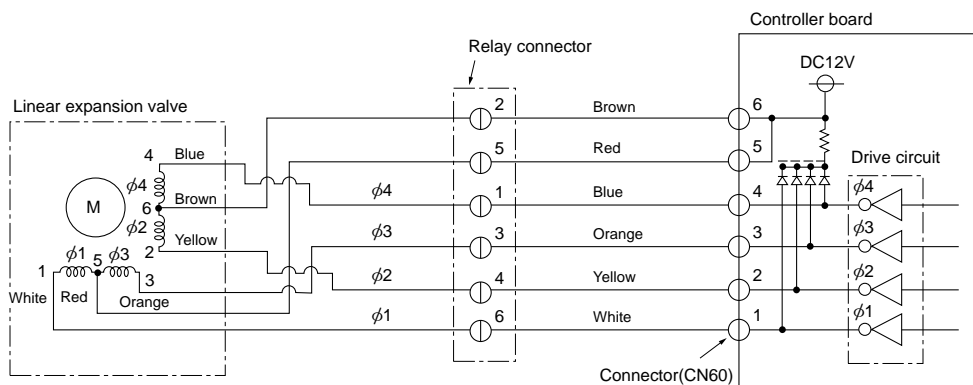 Controller board
Relay connector
DC12V
Linear expansion valve
2 Brown 6
5 Red 5
Drive circuit
4 Blue
ϕ4 1 Blue 4 ϕ4
ϕ4
M 6 Brown
ϕ2
ϕ3 3 Orange 3 ϕ3
2 Yellow
ϕ1 5 ϕ3
1 3
ϕ2 4 Yellow 2 ϕ2
White Red Orange
ϕ1 6 White 1 ϕ1
Connector(CN60)